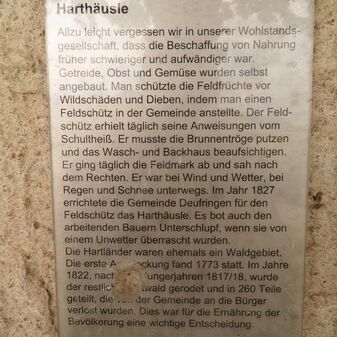 Harthäusle
Allzu leicht vergessen wir in unserer Wohlstands-
gesellschaft, dass die Beschaffung von Nahrung
früher schwieriger und aufwändiger war.
Getreide, Obst und Gemüse wurden selbst
angebaut. Man schützte die Feldfrüchte vor
Wildschäden und Dieben, indem man einen
Feldschütz in der Gemeinde anstellte. Der Feld-
schütz erhielt täglich seine Anweisungen vom
Schultheiß. Er musste die Brunnentröge putzen
und das Wasch- und Backhaus beaufsichtigen.
Er ging täglich die Feldmark ab und sah nach
dem Rechten. Er war bei Wind und Wetter, bei
Regen und Schnee unterwegs. Im Jahr 1827
errichtete die Gemeinde Deufringen für den
Feldschütz das Harthäusle. Es bot auch den
arbeitenden Bauern Unterschlupf, wenn sie von
einem Unwetter überrascht wurden.
Die Hartländer waren ehemals ein Waldgebiet.
Die erste fand 1773 statt. Im Jahre
1822, nach 1817/18, wurde
der gerodet und in 260 Teile
geteilt, die von der Gemeinde an die Bürger
verlost wurden. Dies war für die Ernährung der
Bevölkerung eine wichtige Entscheidung.